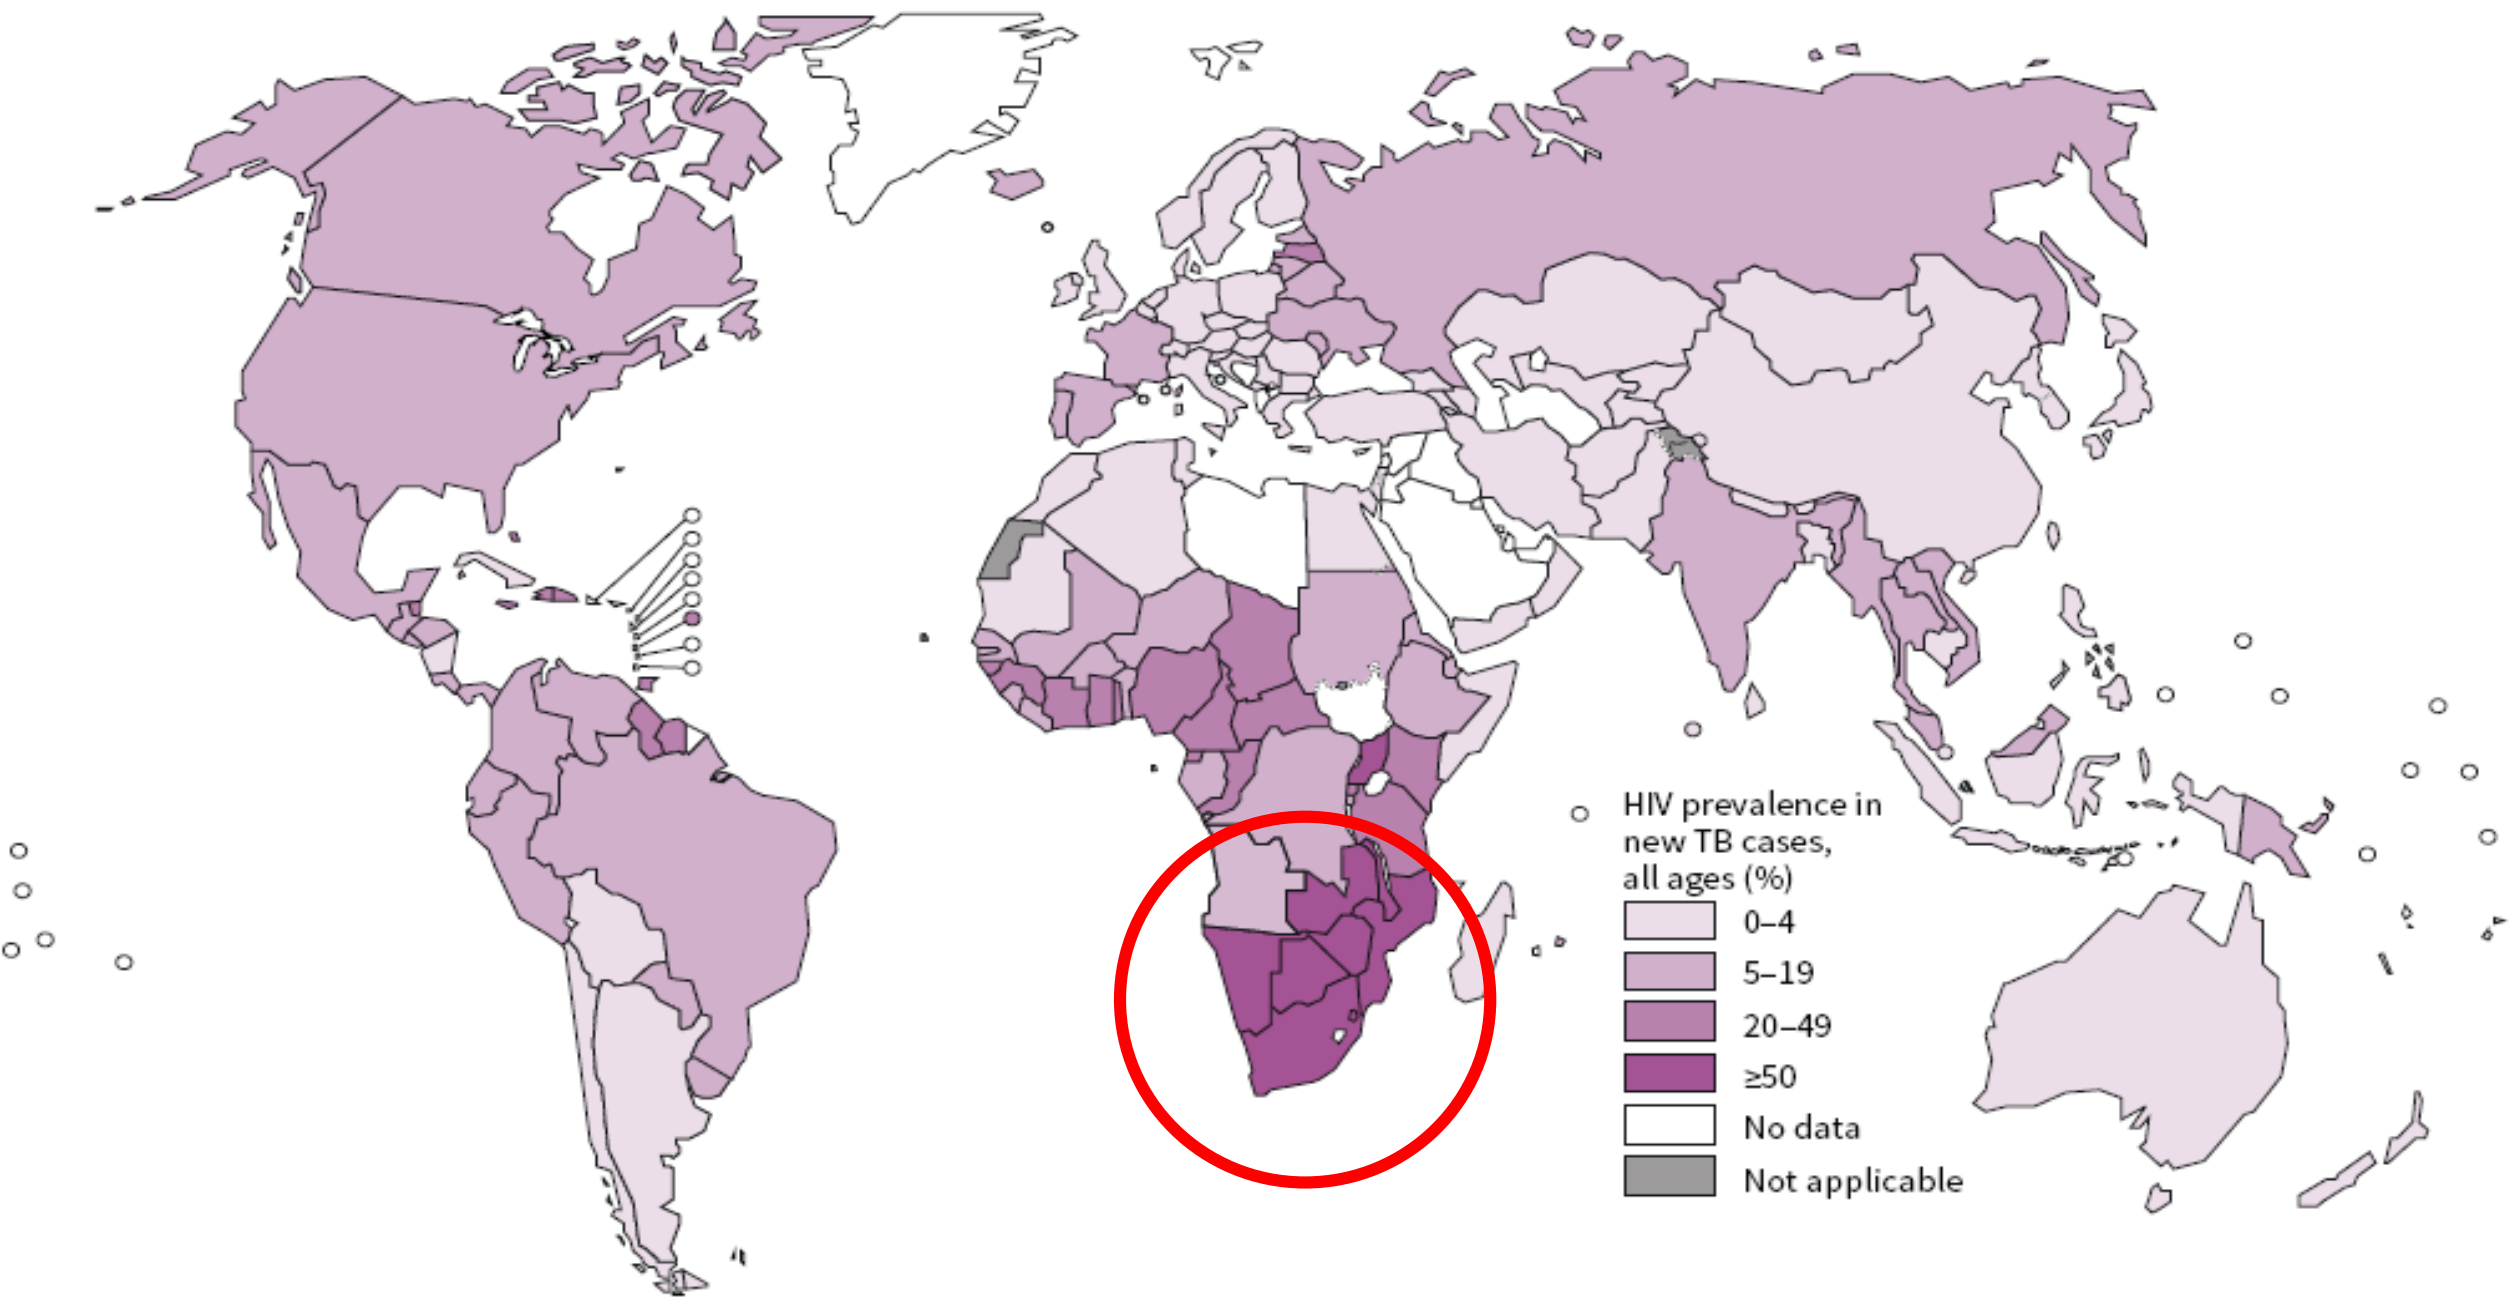 HIV prevalence in
new TB cases,
all ages (%)
0–4
5–19
20–49
≥50
No data
Not applicable